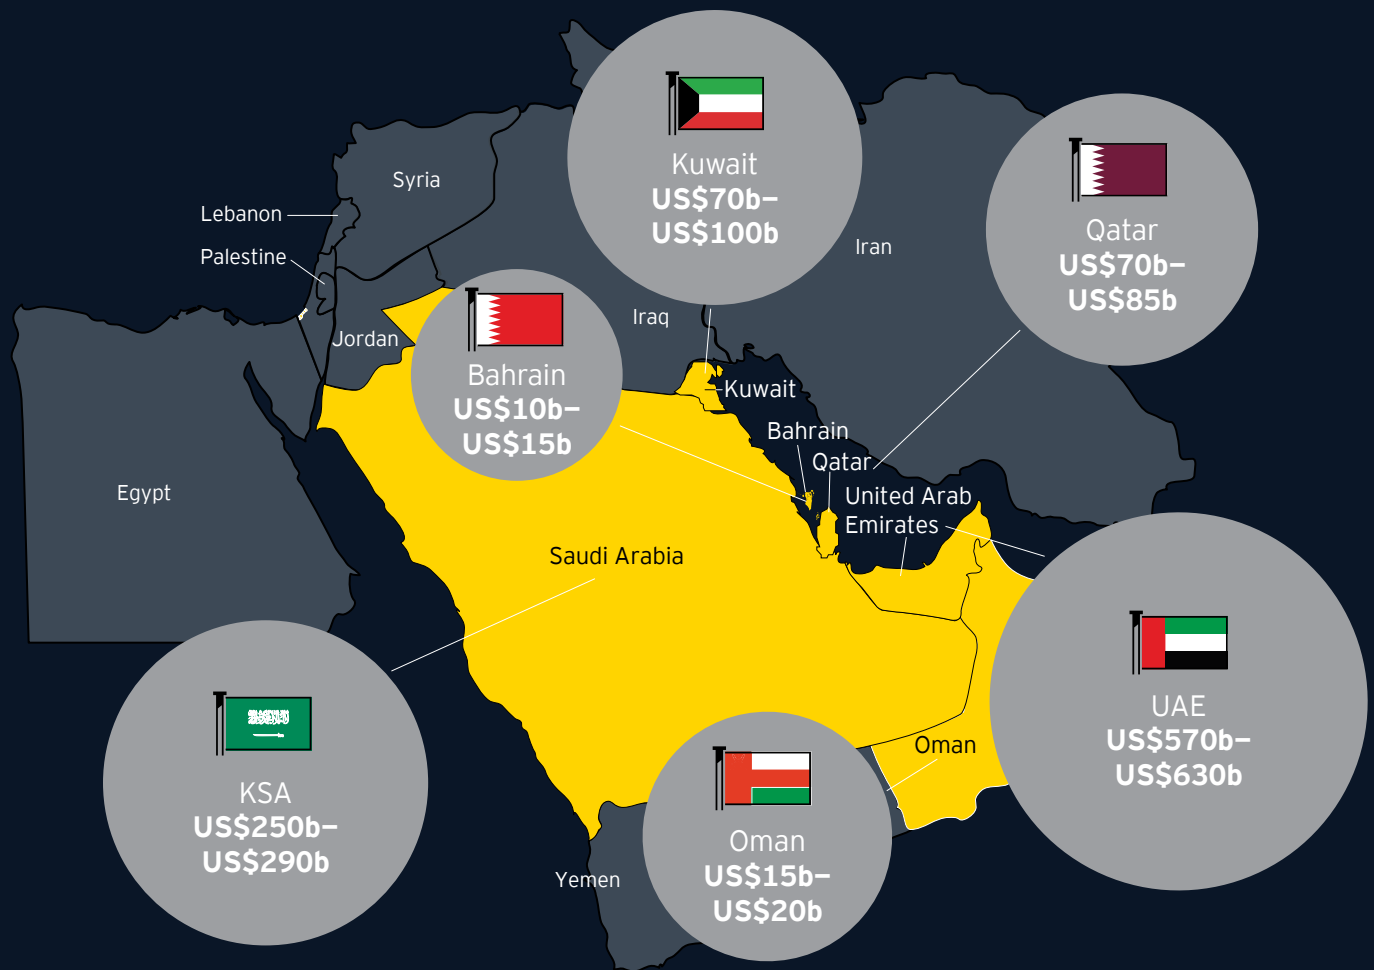 Kuwait
US$70b–
US$100b
Qatar
US$70b–
US$85b
Syria
Lebanon
Palestine
Iran
Iraq
Jordan
Bahrain
US$10b–
US$15b
Kuwait
Bahrain
Qatar
United Arab
Emirates
Egypt
Saudi Arabia
UAE
US$570b–
US$630b
KSA
US$250b–
US$290b
Oman
Oman
US$15b–
US$20b
Yemen